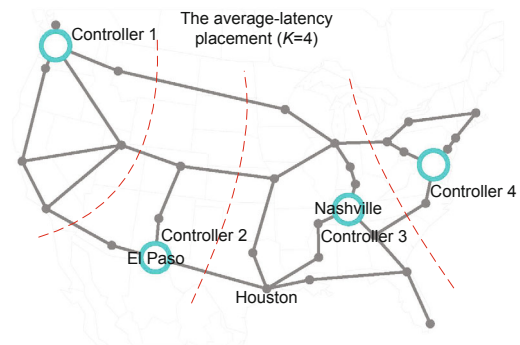 The average-latency
placement (K=4)
Controller 1
Controller 4
Nashville
Controller 2
Controller 3
El Paso
Houston